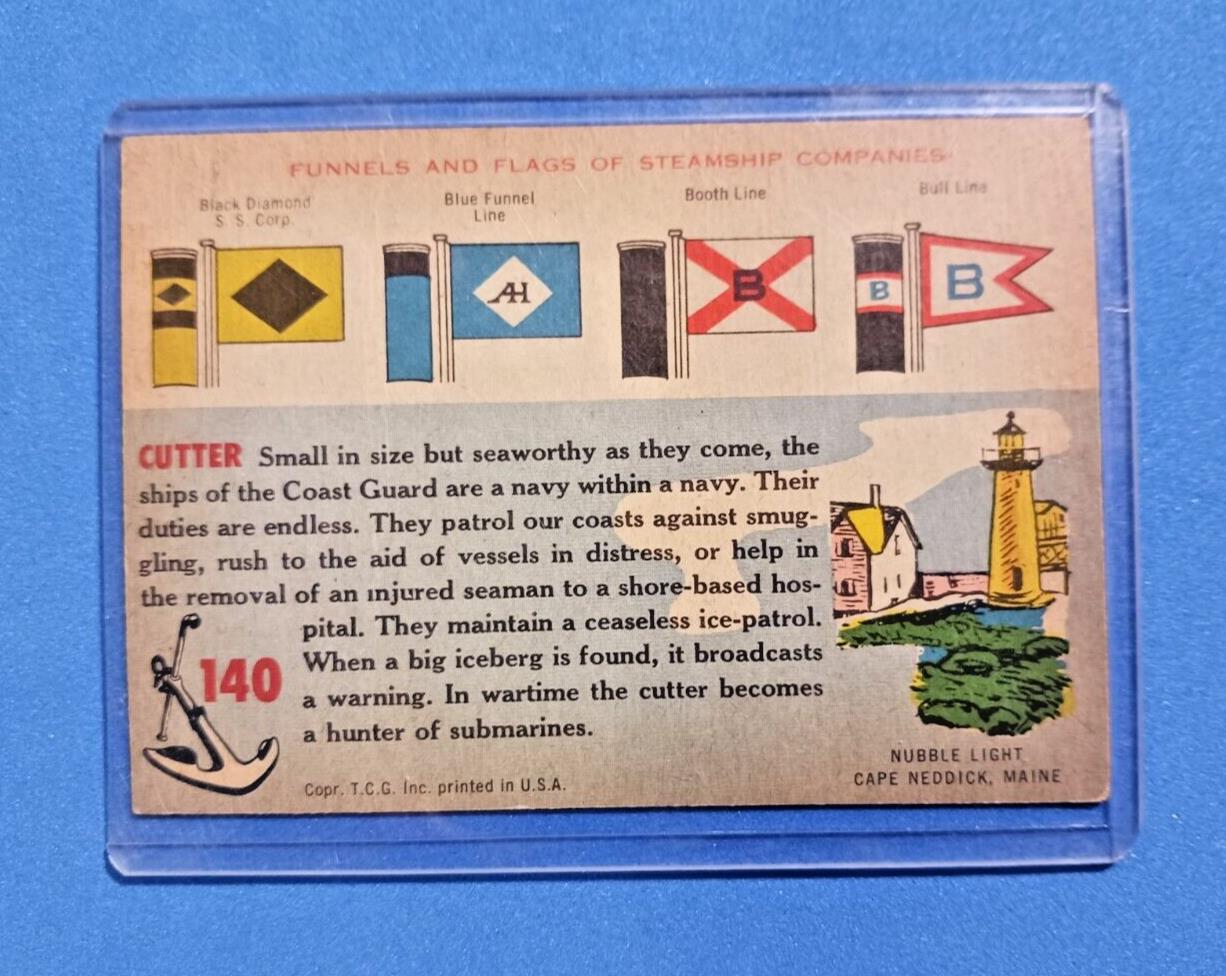 FUNNELS AND FLAGS OF STEAMSHIP COMPANIES
Black Diamond
S. S. Corp.
Blue Funnel
Line
Booth Line
Bull Line
AH
B
B
B
CUTTER Small in size but seaworthy as they come, the
ships of the Coast Guard are a navy within a navy. Their
duties are endless. They patrol our coasts against smug-
gling, rush to the aid of vessels in distress, or help in
the removal of an injured seaman to a shore-based hos-
pital. They maintain a ceaseless ice-patrol.
When a big iceberg is found, it broadcasts
a warning. In wartime the cutter becomes
a hunter of submarines.
140
Copr. T.C.G. Inc. printed in U.S.A.
NUBBLE LIGHT
CAPE NEDDICK, MAINE